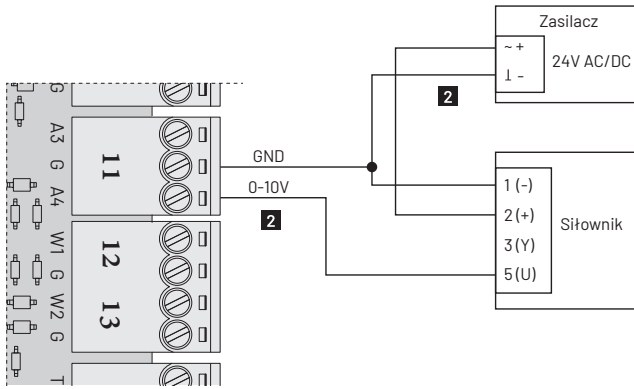 G
A3
G
A4
W1
G
W2
G
T
11
12
13
GND
0-10V
2
2
Zasilacz
~ +
⊥ -
24V AC/DC
1 (-)
2 (+)
3 (Y)
5 (U)
Siłownik